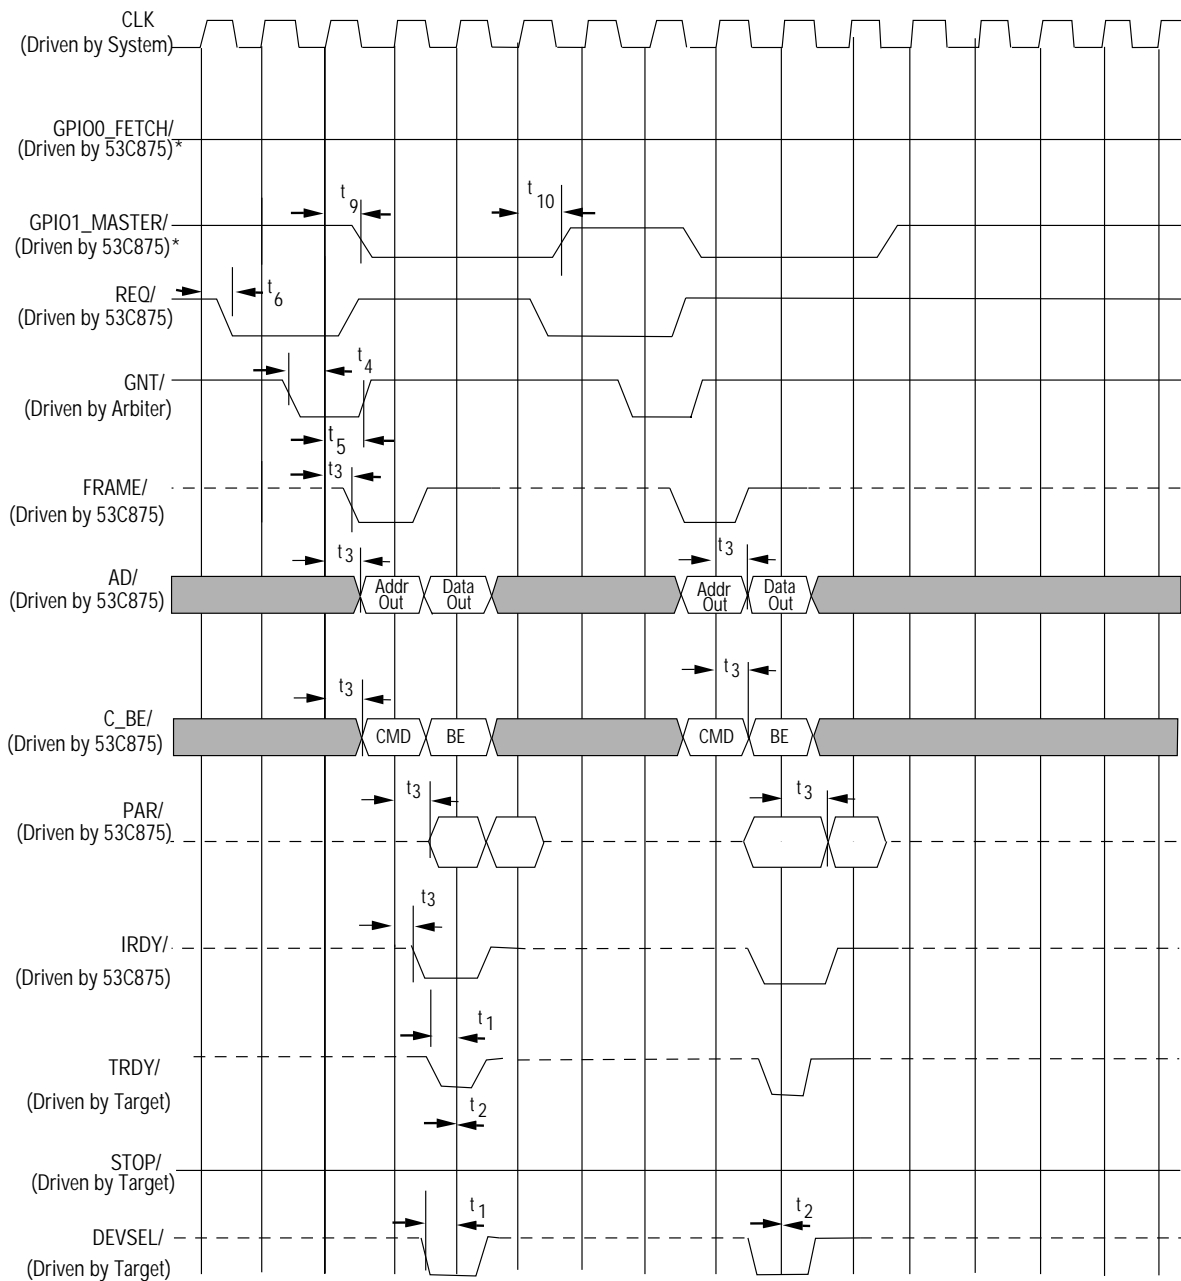 CLK
(Driven by System)
GPIO0_FETCH/
(Driven by 53C875)*
t9
t10
GPIO1_MASTER/
(Driven by 53C875)*
t6
REQ/
(Driven by 53C875)
t4
GNT/
(Driven by Arbiter)
t5
t3
FRAME/
(Driven by 53C875)
t3
t3
AD/
(Driven by 53C875)
Addr Out
Data Out
Addr Out
Data Out
t3
t3
C_BE/
(Driven by 53C875)
CMD
BE
CMD
BE
t3
t3
PAR/
(Driven by 53C875)
t3
IRDY/
(Driven by 53C875)
t1
TRDY/
(Driven by Target)
t2
STOP/
(Driven by Target)
t1
t2
DEVSEL/
(Driven by Target)